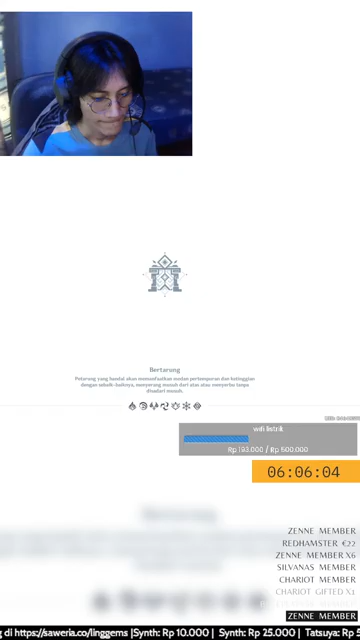 Bertarung
Petarung yang handal akan memanfaatkan medan pertempuran dan ketinggian
dengan sebaik-baiknya, menyerang musuh dari atas atau menyerbu tanpa
disadari musuh.
wifi listrik
Rp 193.000 / Rp 500.000
06:06:04
ZENNE MEMBER
REDHAMSTER €22
ZENNE MEMBER X6
SILVANAS MEMBER
CHARIOT MEMBER
CHARIOT GIFTED X1
ZENNE MEMBER
g di https://saweria.co/linggems |Synth: Rp 10.000 | Synth: Rp 25.000 | Tatsuya: Rp 5